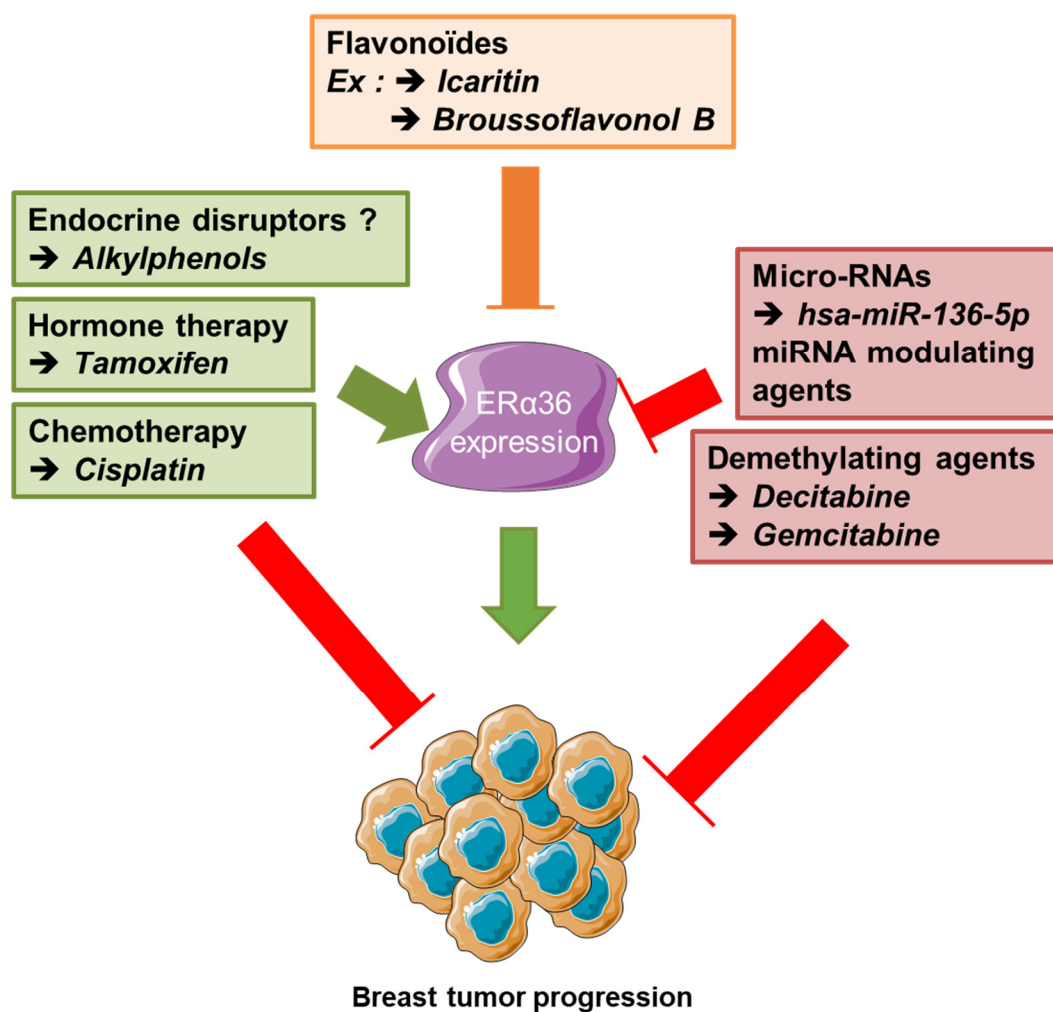 Flavonoïdes
Ex : ➔ Icaritin
➔ Broussoflavonol B
Endocrine disruptors ?
➔ Alkylphenols
Hormone therapy
➔ Tamoxifen
Chemotherapy
➔ Cisplatin
ERα36
expression
Micro-RNAs
➔ hsa-miR-136-5p
miRNA modulating
agents
Demethylating agents
➔ Decitabine
➔ Gemcitabine
Breast tumor progression